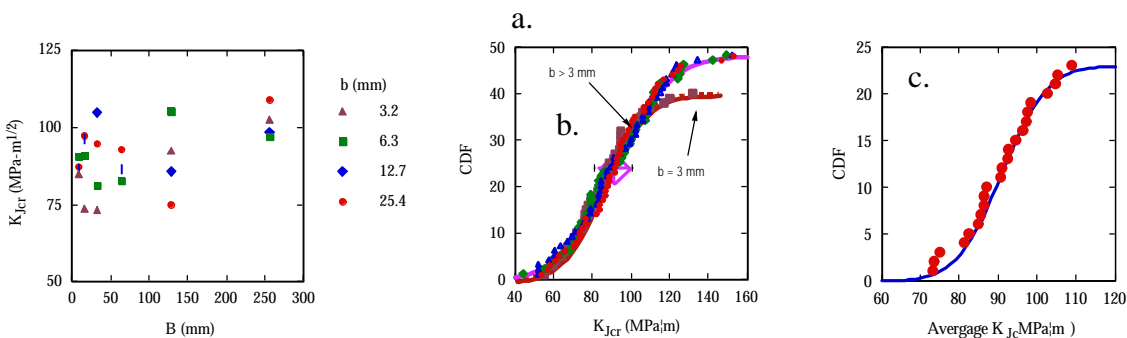 a.
125
100
75
50
K_Jcr (MPa-m^1/2)
0 50 100 150 200 250 300
B (mm)
b (mm)
3.2
6.3
12.7
25.4
50
40
30
20
10
0
CDF
b > 3 mm
b.
b = 3 mm
40 60 80 100 120 140 160
K_Jcr (MPa¦m)
25
20
15
10
5
0
CDF
c.
60 70 80 90 100 110 120
Avergage K_Jc MPa¦m )